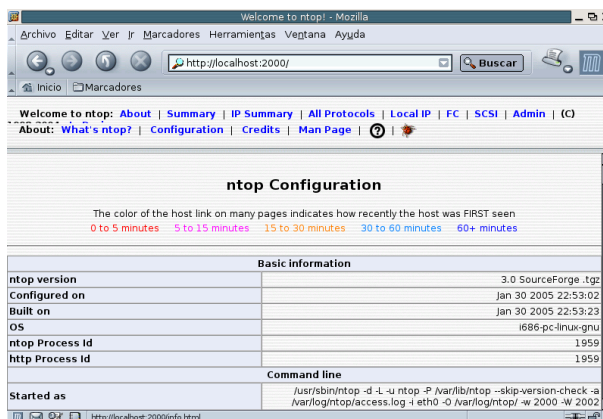 Welcome to ntop! - Mozilla
Archivo Editar Ver Ir Marcadores Herramientas Ventana Ayuda
http://localhost:2000/ Buscar
Inicio Marcadores
Welcome to ntop: About | Summary | IP Summary | All Protocols | Local IP | FC | SCSI | Admin | (C)
About: What's ntop? | Configuration | Credits | Man Page | ? |
ntop Configuration
The color of the host link on many pages indicates how recently the host was FIRST seen
0 to 5 minutes 5 to 15 minutes 15 to 30 minutes 30 to 60 minutes 60+ minutes
Basic information
ntop version 3.0 SourceForge .tgz
Configured on Jan 30 2005 22:53:02
Built on Jan 30 2005 22:53:23
OS i686-pc-linux-gnu
ntop Process Id 1959
http Process Id 1959
Command line
Started as /usr/sbin/ntop -d -L -u ntop -P /var/lib/ntop --skip-version-check -a
/var/log/ntop/access.log -i eth0 -O /var/log/ntop/ -w 2000 -W 2002
http://localhost:2000/info.html